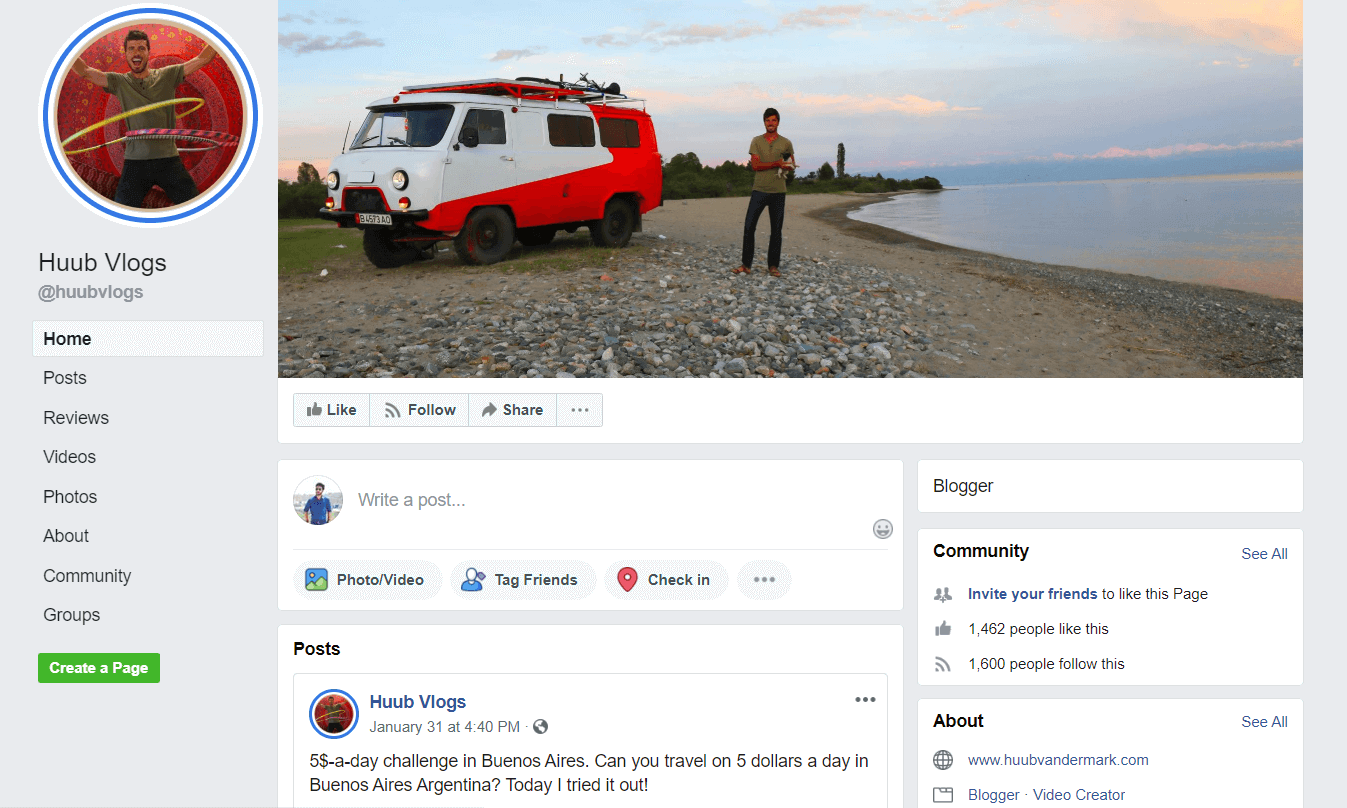 Huub Vlogs
@huubvlogs
Home
Posts
Reviews
Videos
Photos
About
Community
Groups
Create a Page
B 4573 AO
Like
Follow
Share
Write a post...
Photo/Video
Tag Friends
Check in
Posts
Huub Vlogs
January 31 at 4:40 PM ·
5$-a-day challenge in Buenos Aires. Can you travel on 5 dollars a day in
Buenos Aires Argentina? Today I tried it out!
Blogger
Community
See All
Invite your friends to like this Page
1,462 people like this
1,600 people follow this
About
See All
www.huubvandermark.com
Blogger · Video Creator